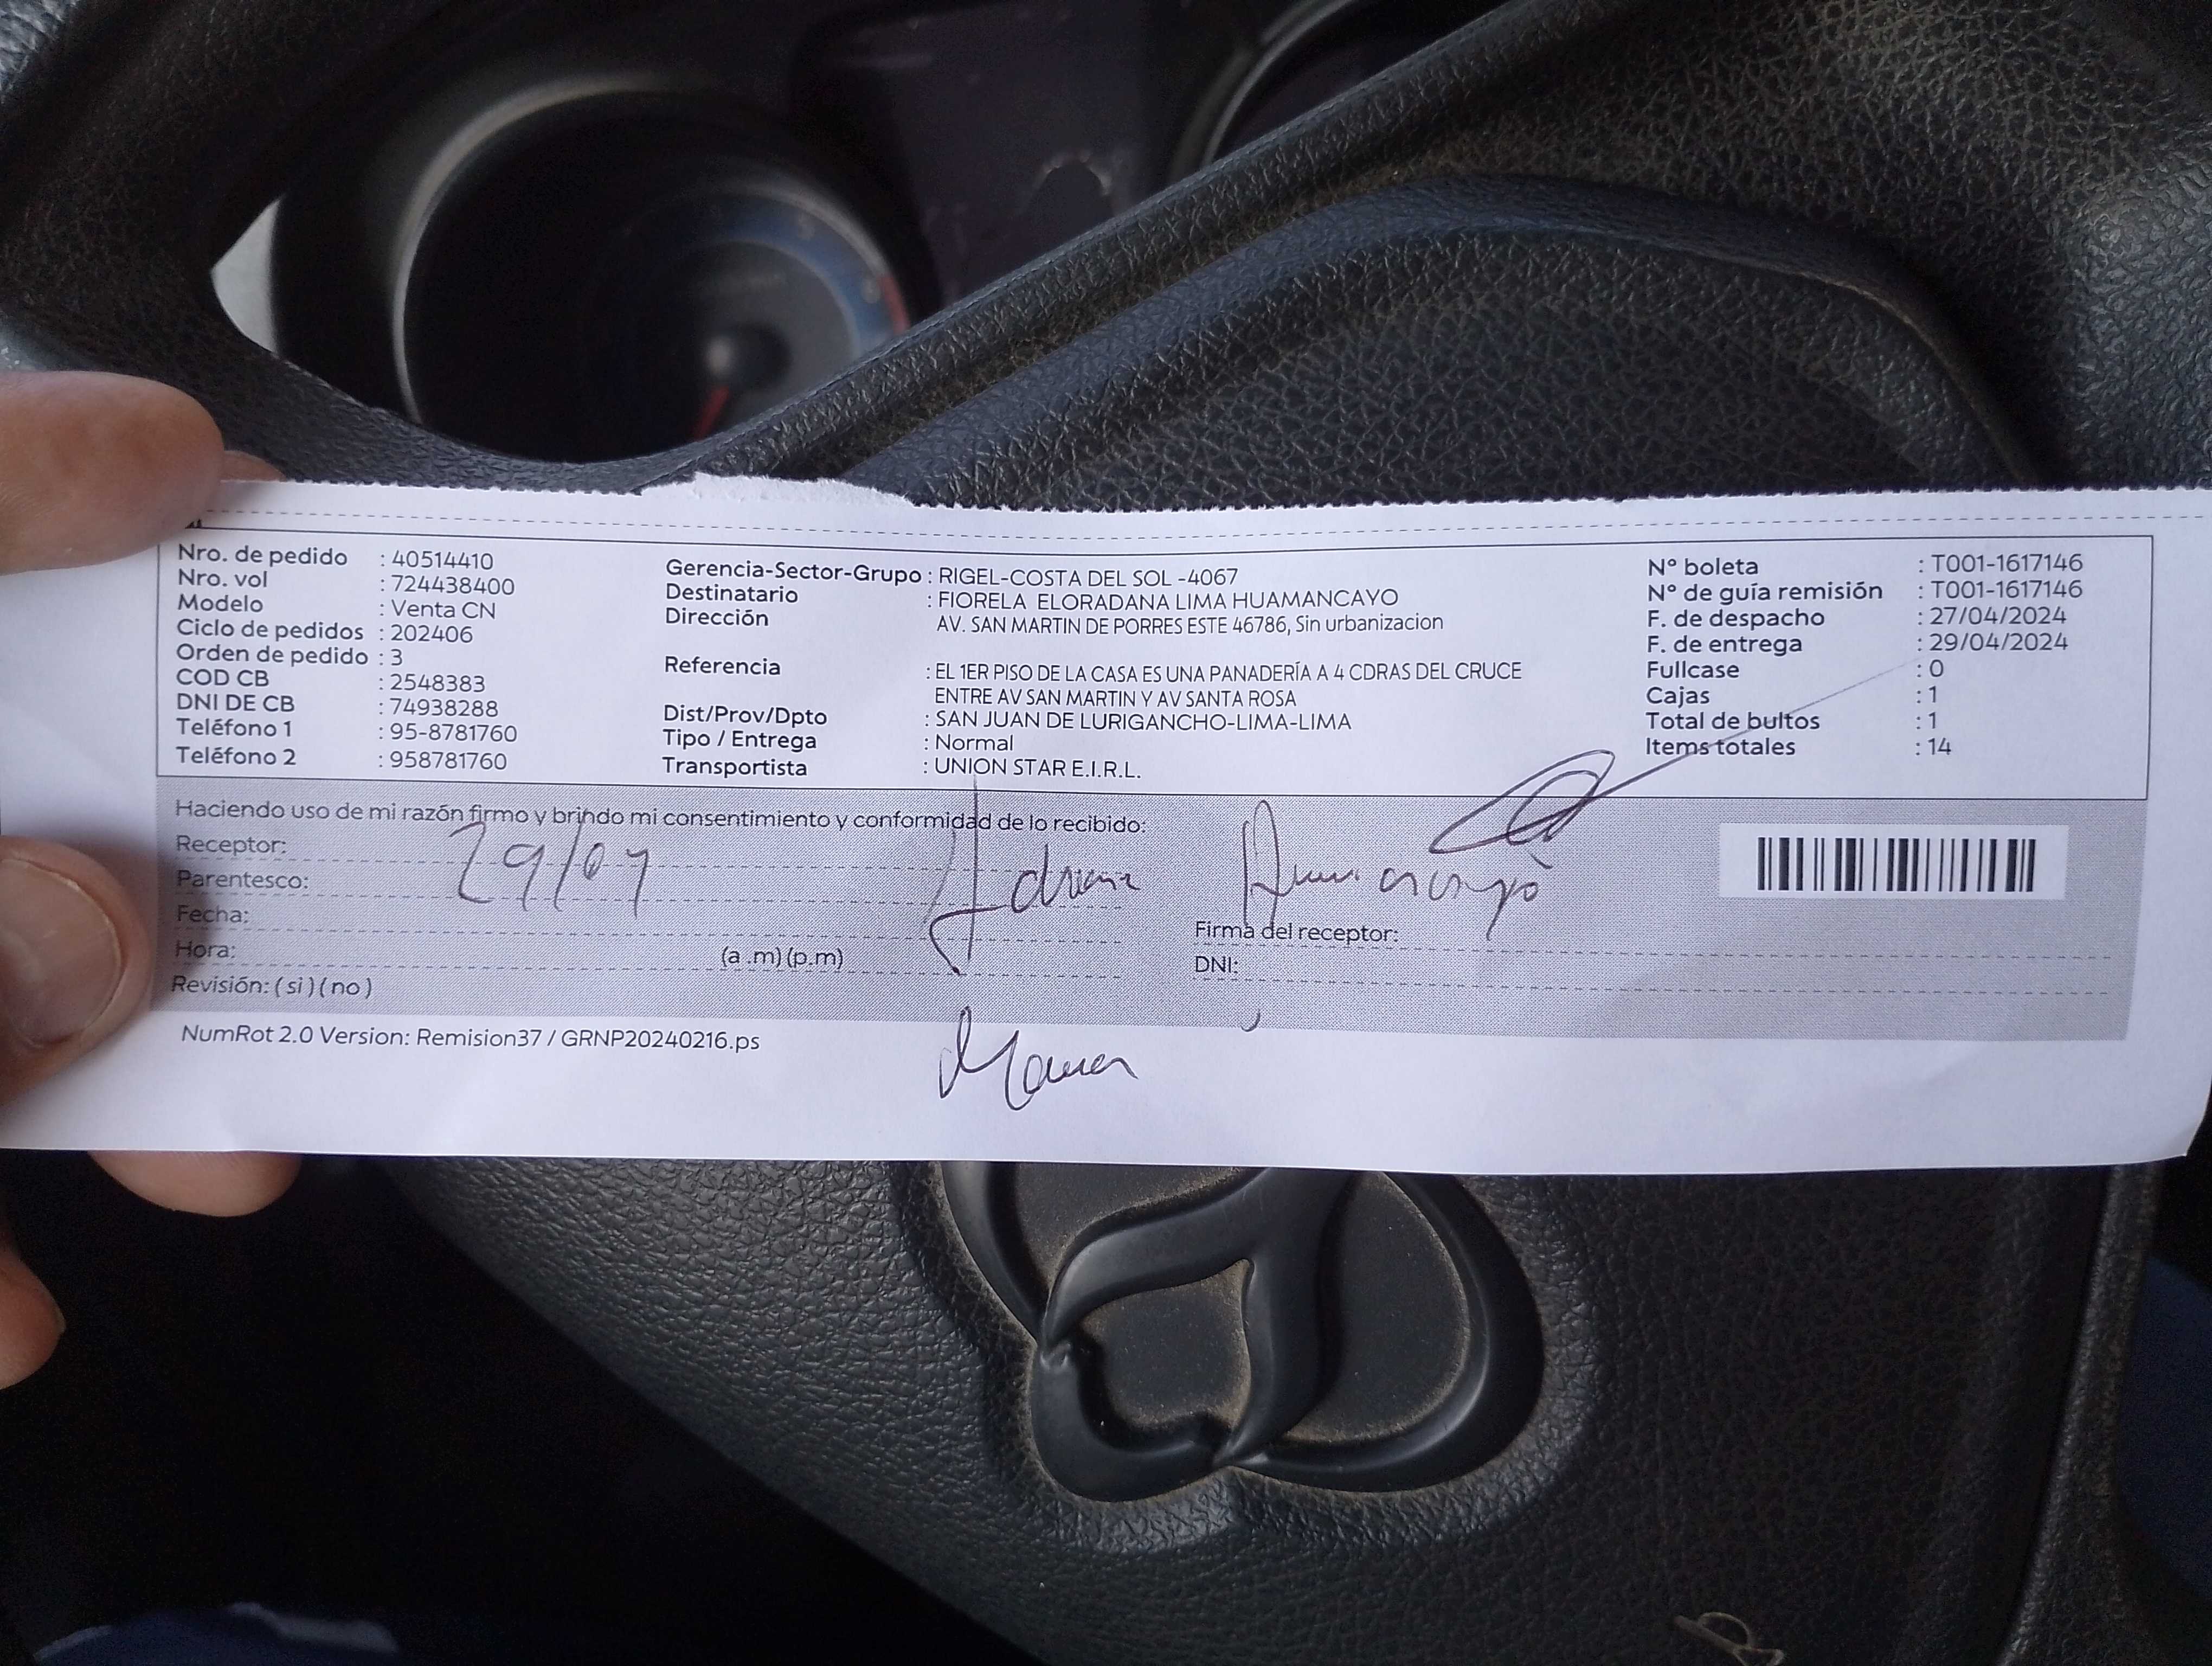 Nro. de pedido : 40514410
Nro. vol : 724438400
Modelo : Venta CN
Ciclo de pedidos : 202406
Orden de pedido : 3
COD CB : 2548383
DNI DE CB : 74938288
Teléfono 1 : 95-8781760
Teléfono 2 : 958781760
Gerencia-Sector-Grupo : RIGEL-COSTA DEL SOL -4067
Destinatario : FIORELA ELORADANA LIMA HUAMANCAYO
Dirección AV. SAN MARTIN DE PORRES ESTE 46786, Sin urbanizacion
Referencia : EL 1ER PISO DE LA CASA ES UNA PANADERÍA A 4 CDRAS DEL CRUCE
ENTRE AV SAN MARTIN Y AV SANTA ROSA
Dist/Prov/Dpto : SAN JUAN DE LURIGANCHO-LIMA-LIMA
Tipo / Entrega : Normal
Transportista : UNION STAR E.I.R.L.
N° boleta : T001-1617146
N° de guía remisión : T001-1617146
F. de despacho : 27/04/2024
F. de entrega : 29/04/2024
Fullcase : 0
Cajas : 1
Total de bultos : 1
Items totales : 14
Haciendo uso de mi razón firmo y brindo mi consentimiento y conformidad de lo recibido:
Receptor:
29/04
Parentesco:
Fecha:
Hora: (a .m) (p.m)
Revisión: ( si ) ( no )
Firma del receptor:
DNI:
NumRot 2.0 Version: Remision37 / GRNP20240216.ps